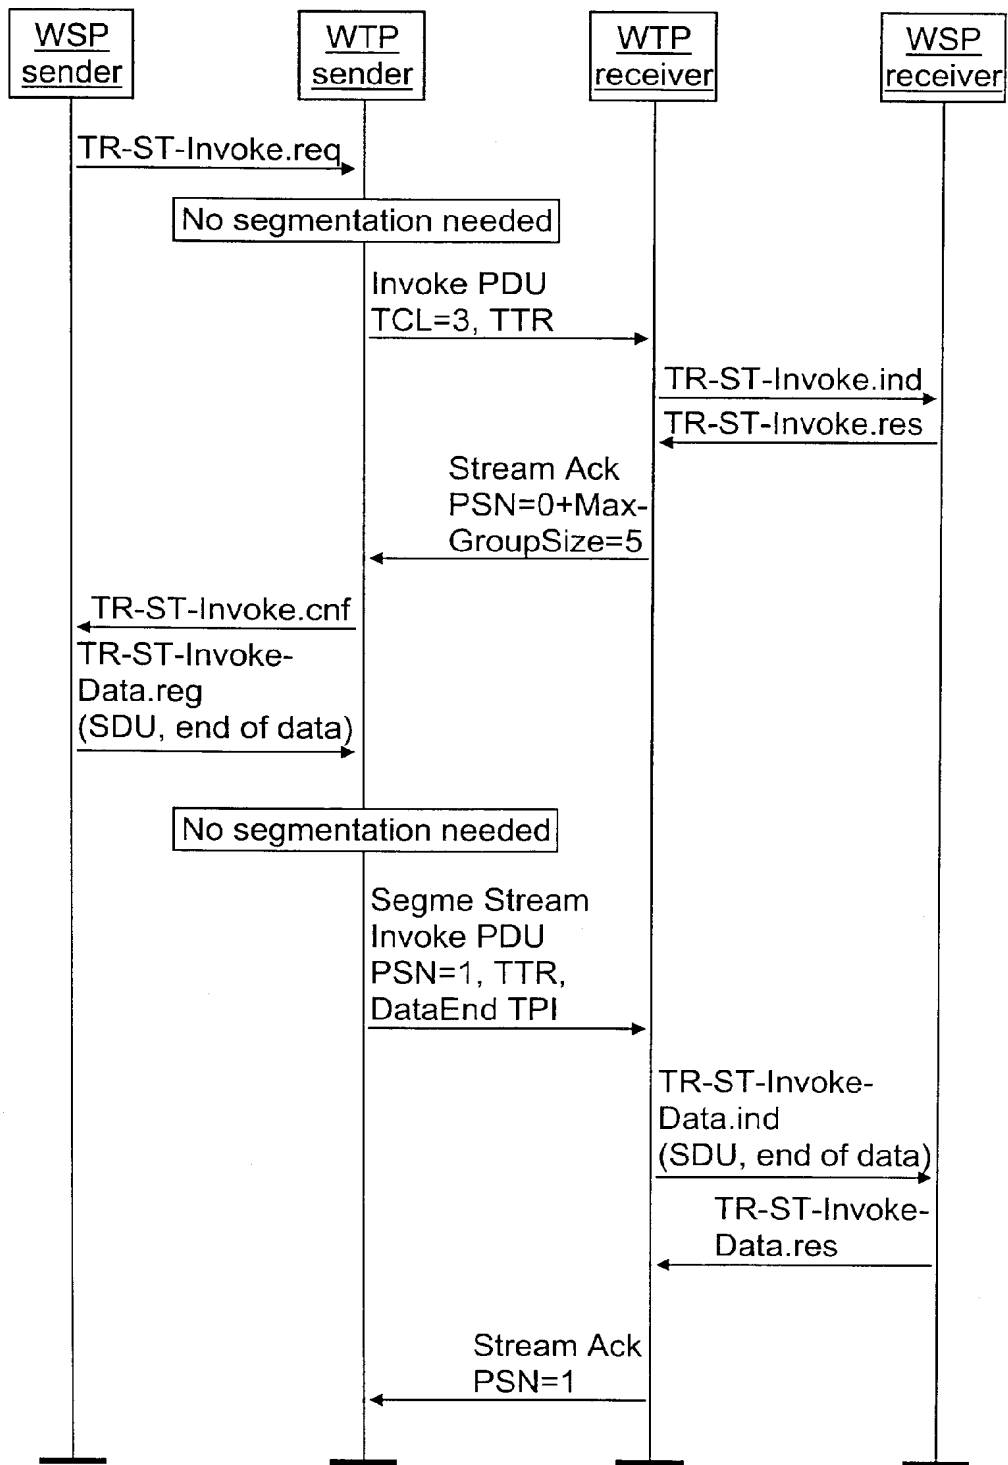 WSP
sender
WTP
sender
WTP
receiver
WSP
receiver
TR-ST-Invoke.req
No segmentation needed
Invoke PDU
TCL=3, TTR
TR-ST-Invoke.ind
TR-ST-Invoke.res
Stream Ack
PSN=0+Max-
GroupSize=5
TR-ST-Invoke.cnf
TR-ST-Invoke-
Data.reg
(SDU, end of data)
No segmentation needed
Segme Stream
Invoke PDU
PSN=1, TTR,
DataEnd TPI
TR-ST-Invoke-
Data.ind
(SDU, end of data)
TR-ST-Invoke-
Data.res
Stream Ack
PSN=1